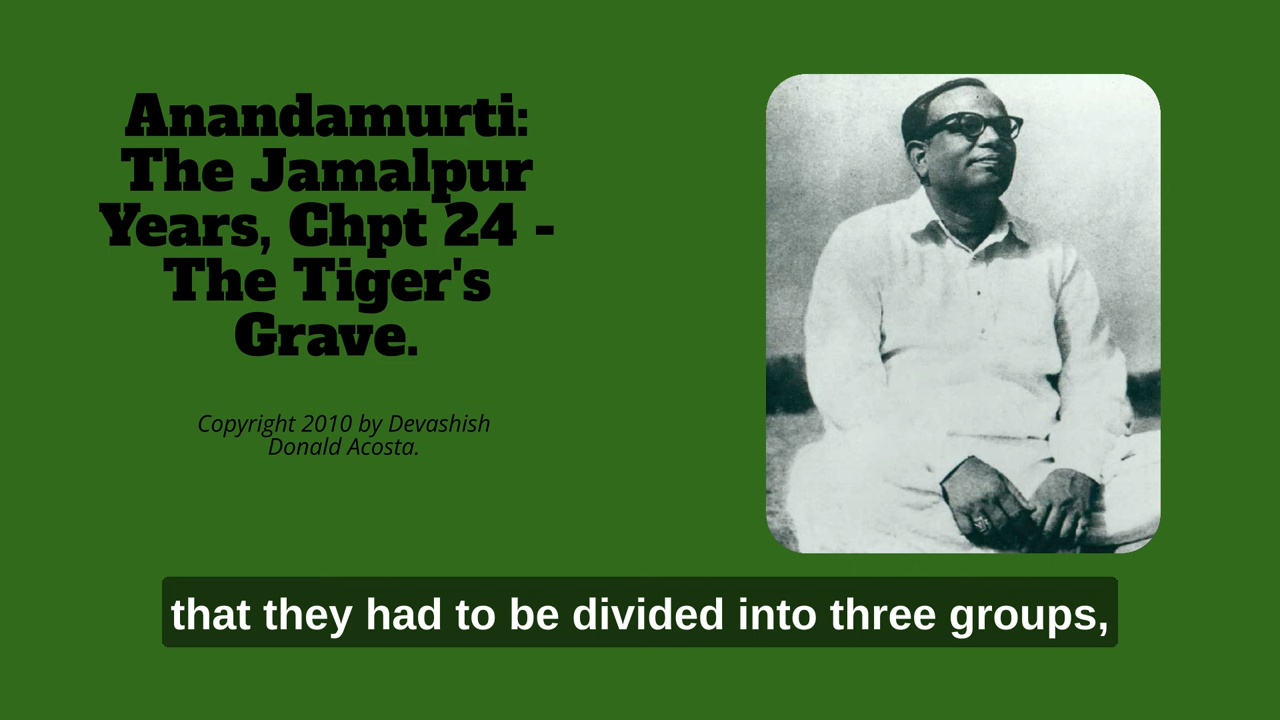 Anandamurti:
The Jamalpur
Years, Chpt 24 -
The Tiger's
Grave.
Copyright 2010 by Devashish
Donald Acosta.
that they had to be divided into three groups,